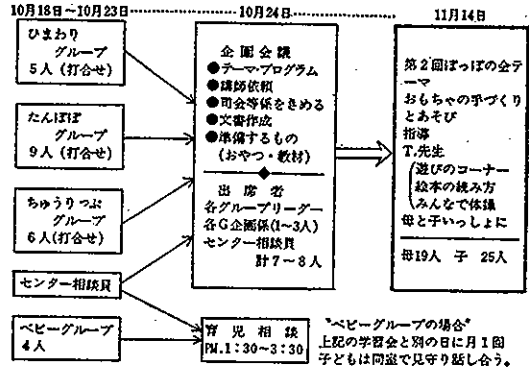 10月18日~10月23日
10月24日
11月14日
ひまわり
グループ
5人(打合せ)
たんぽぽ
グループ
9人(打合せ)
ちゅうりっぷ
グループ
6人(打合せ)
センター相談員
ベビーグループ
4人
企画会議
●テーマ・プログラム
●講師依頼
●司会等係をきめる
●文書作成
●準備するもの
(おやつ・教材)
出席者
各グループリーダー
各G企画係(1~3人)
センター相談員
計7~8人
育児相談
PM.1:30~3:30
第2回ぽっぽの会テ
ーマ
おもちゃの手づくり
とあそび
指導
T.先生
遊びのコーナー
絵本の読み方
みんなで体操
母と子いっしょに
母19人 子 25人
"ベビーグループの場合"
上記の学習会と別の日に月1回
子どもは同室で見守り話し合う。